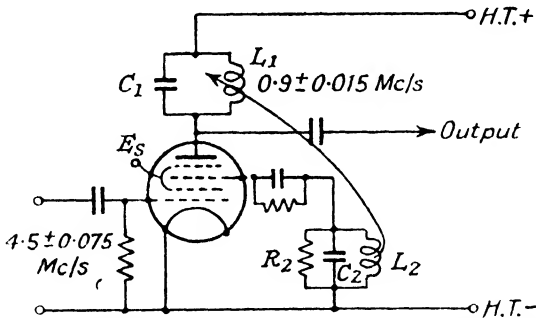 H.T.+
L1
C1
0.9±0.015 Mc/s
Es
Output
4.5±0.075
Mc/s
R2
C2
L2
H.T.-